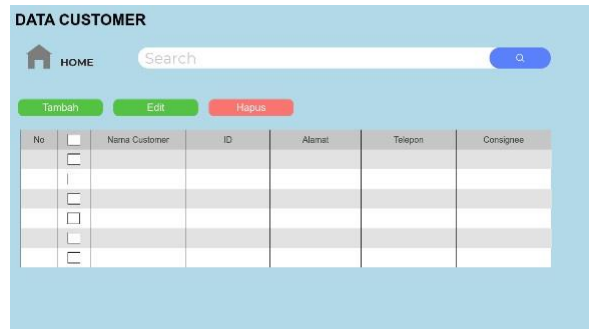 DATA CUSTOMER
HOME Search
Tambah Edit Hapus
No Nama Customer ID Alamat Telepon Consignee